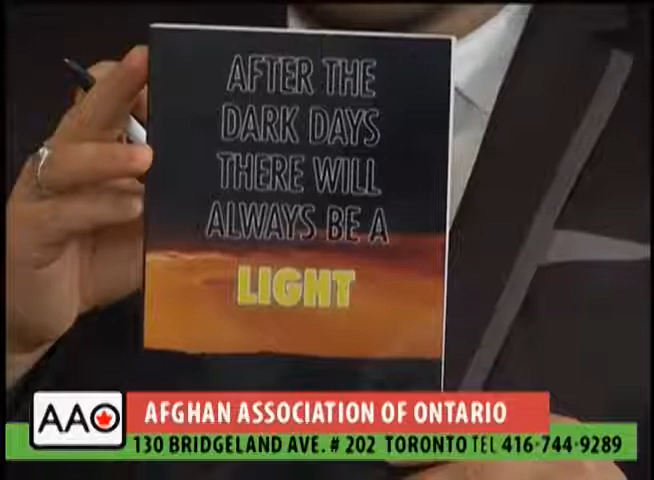 AFTER THE
DARK DAYS
THERE WILL
ALWAYS BE A
LIGHT
AAO
AFGHAN ASSOCIATION OF ONTARIO
130 BRIDGELAND AVE. # 202 TORONTO TEL 416-744-9289